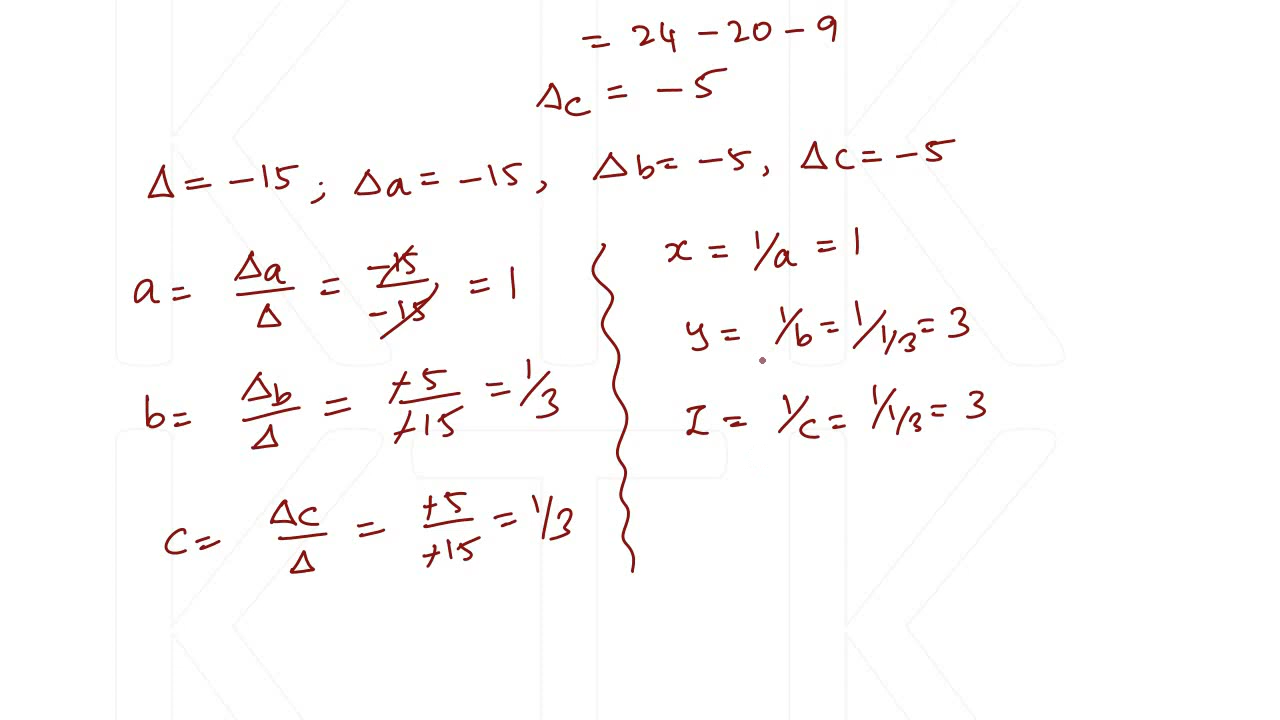 = 24 - 20 - 9
Δc = -5
Δ = -15 ; Δa = -15, Δb = -5, Δc = -5
a = Δa/Δ = -15/-15 = 1
b = Δb/Δ = +5/+15 = 1/3
c = Δc/Δ = +5/+15 = 1/3
x = 1/a = 1
y = 1/b = 1/1/3 = 3
z = 1/c = 1/1/3 = 3